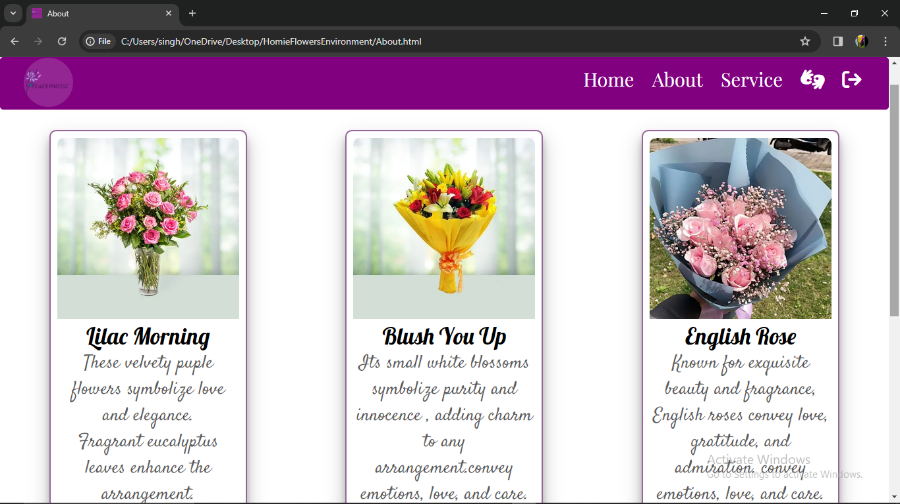 About
File
C:/Users/singh/OneDrive/Desktop/HomieFlowersEnvironment/About.html
Home About Service
Lilac Morning
These velvety puple
flowers symbolize love
and elegance.
Fragrant eucalyptus
leaves enhance the
arrangement.
Blush You Up
Its small white blossoms
symbolize purity and
innocence , adding charm
to any
arrangement.convey
emotions, love, and care.
English Rose
Known for exquisite
beauty and fragrance,
English roses convey love,
gratitude, and
admiration. convey
emotions, love, and care.
Activate Windows
Go to Settings to activate Windows.